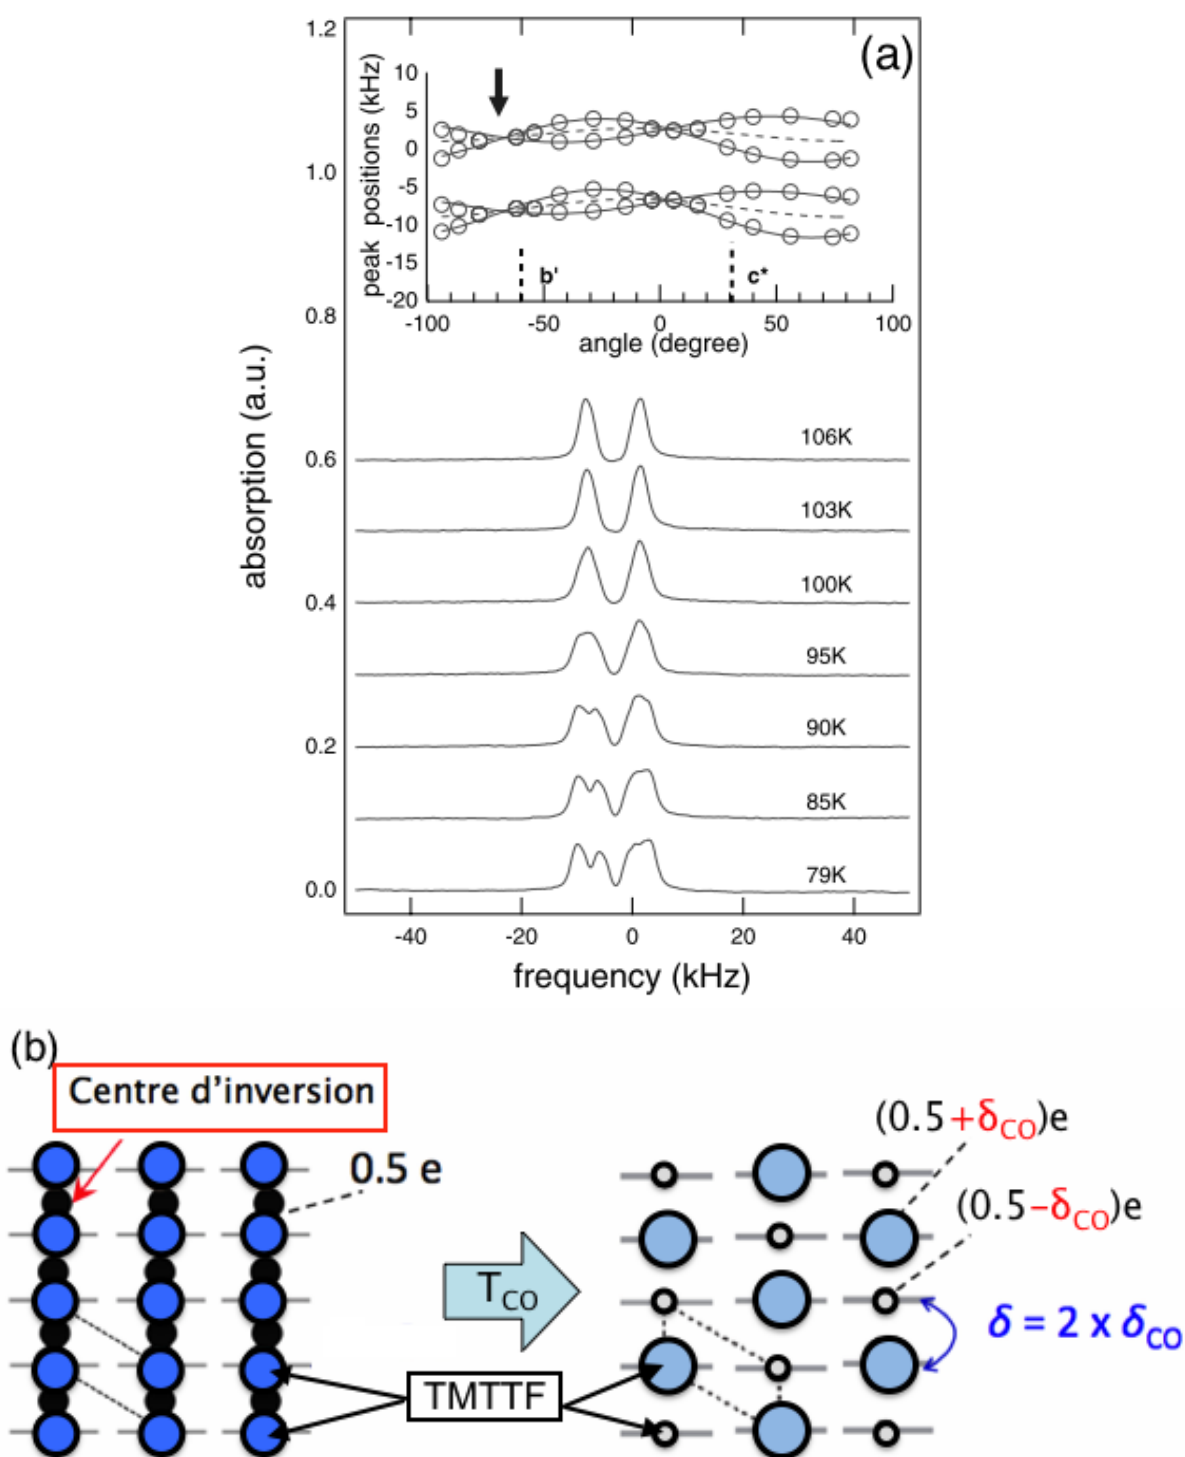 (a)
1.2
1.0
0.8
0.6
0.4
0.2
0.0
absorption (a.u.)
peak positions (kHz)
10
5
0
-5
-10
-15
-20
b'
c*
-100
-50
0
50
100
angle (degree)
106K
103K
100K
95K
90K
85K
79K
-40
-20
0
20
40
frequency (kHz)
(b)
Centre d'inversion
0.5 e
T_CO
TMTTF
(0.5+δ_CO)e
(0.5−δ_CO)e
δ = 2 x δ_CO